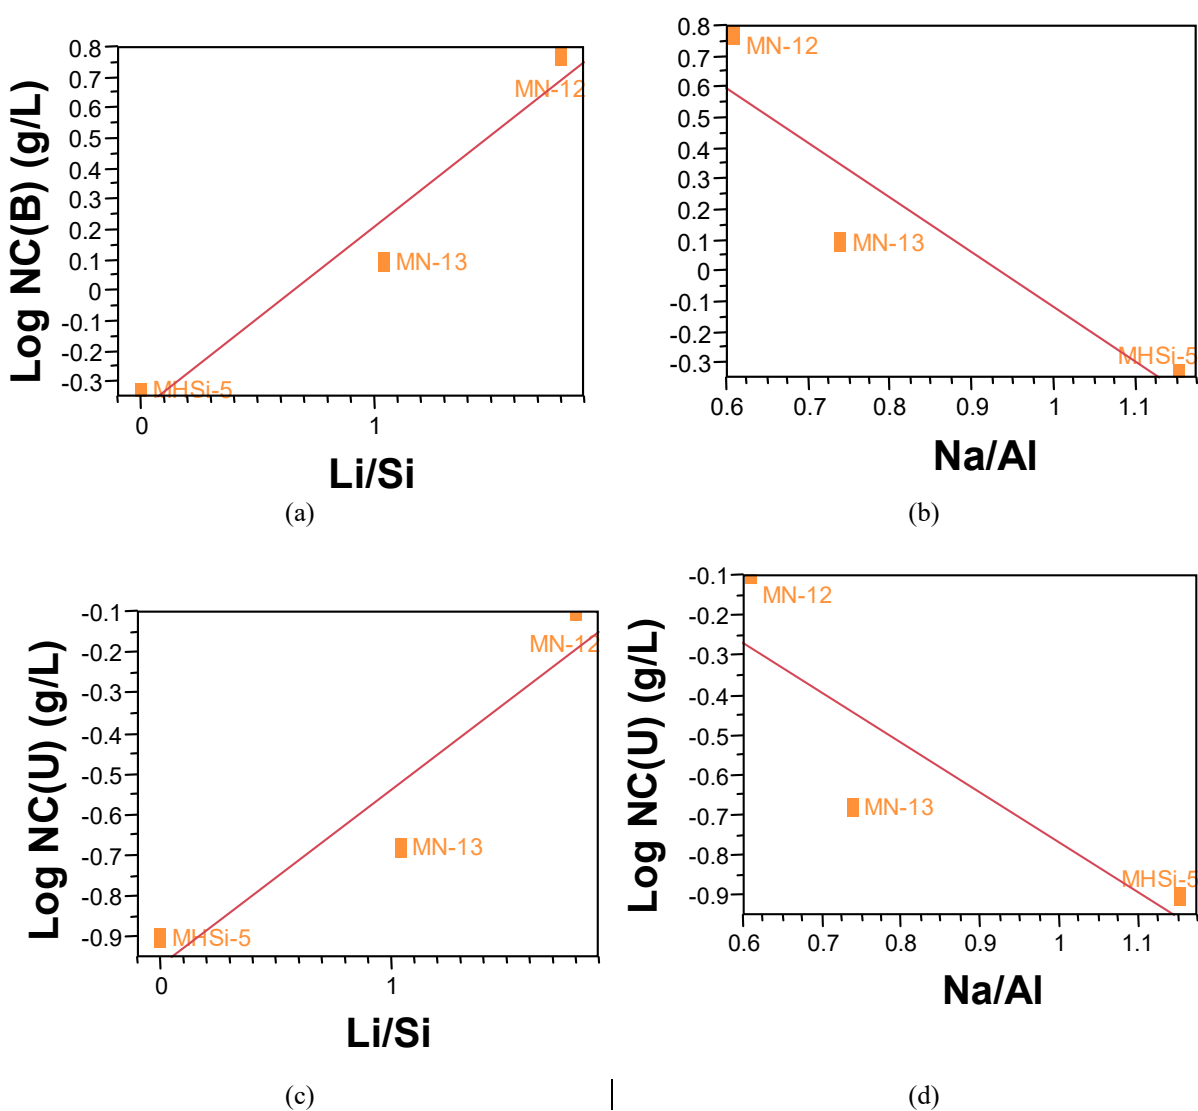 Log NC(B) (g/L)
0.8
0.7
0.6
0.5
0.4
0.3
0.2
0.1
0
-0.1
-0.2
-0.3
MN-12
MN-13
MHSi-5
0
1
Li/Si
(a)
Log NC(B) (g/L)
0.8
0.7
0.6
0.5
0.4
0.3
0.2
0.1
0
-0.1
-0.2
-0.3
MN-12
MN-13
MHSi-5
0.6
0.7
0.8
0.9
1
1.1
Na/Al
(b)
Log NC(U) (g/L)
-0.1
-0.2
-0.3
-0.4
-0.5
-0.6
-0.7
-0.8
-0.9
MN-12
MN-13
MHSi-5
0
1
Li/Si
(c)
Log NC(U) (g/L)
-0.1
-0.2
-0.3
-0.4
-0.5
-0.6
-0.7
-0.8
-0.9
MN-12
MN-13
MHSi-5
0.6
0.7
0.8
0.9
1
1.1
Na/Al
(d)